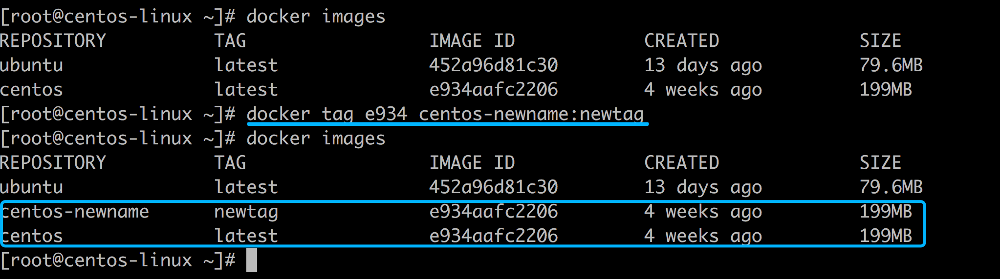 [root@centos-linux ~]# docker images
REPOSITORY TAG IMAGE ID CREATED SIZE
ubuntu latest 452a96d81c30 13 days ago 79.6MB
centos latest e934aafc2206 4 weeks ago 199MB
[root@centos-linux ~]# docker tag e934 centos-newname:newtag
[root@centos-linux ~]# docker images
REPOSITORY TAG IMAGE ID CREATED SIZE
ubuntu latest 452a96d81c30 13 days ago 79.6MB
centos-newname newtag e934aafc2206 4 weeks ago 199MB
centos latest e934aafc2206 4 weeks ago 199MB
[root@centos-linux ~]#